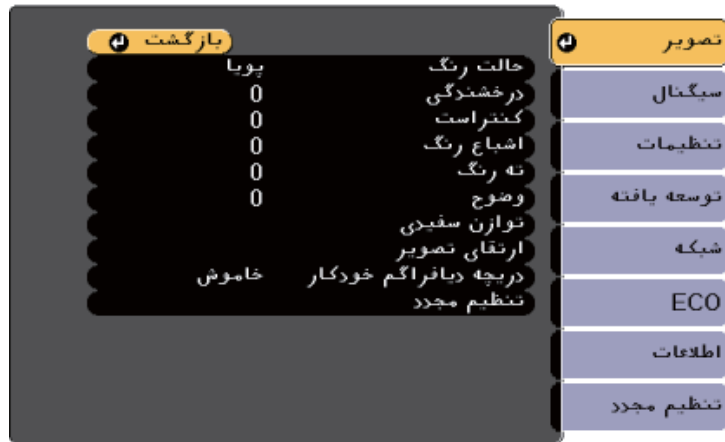 تصویر
سیگنال
تنظیمات
توسعه یافته
شبکه
ECO
اطلاعات
تنظیم مجدد
بازگشت
حالت رنگ پویا
درخشندگی 0
کنتراست 0
اشباع رنگ 0
ته رنگ 0
وضوح 0
توازن سفیدی
ارتقای تصویر
دریچه دیافراگم خودکار خاموش
تنظیم مجدد